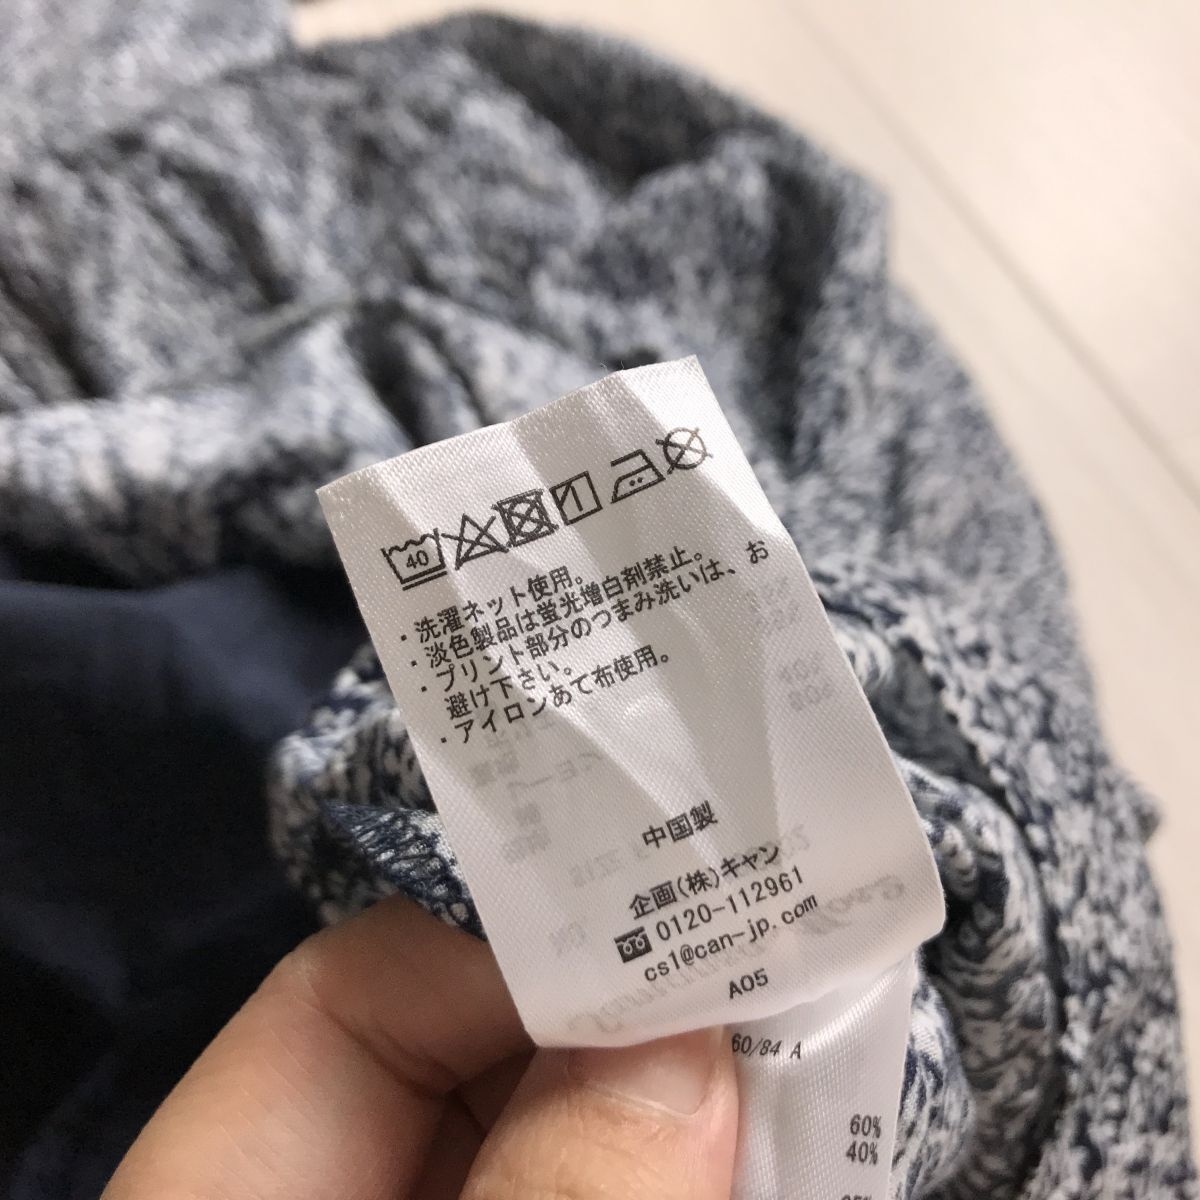 40
・洗濯ネット使用。
・淡色製品は蛍光増白剤禁止。
・プリント部分のつまみ洗いは、お
避け下さい。
・アイロンあて布使用。
中国製
企画(株)キャン
0120-112961
cs1@can-jp.com
A05
60/84 A
60%
40%